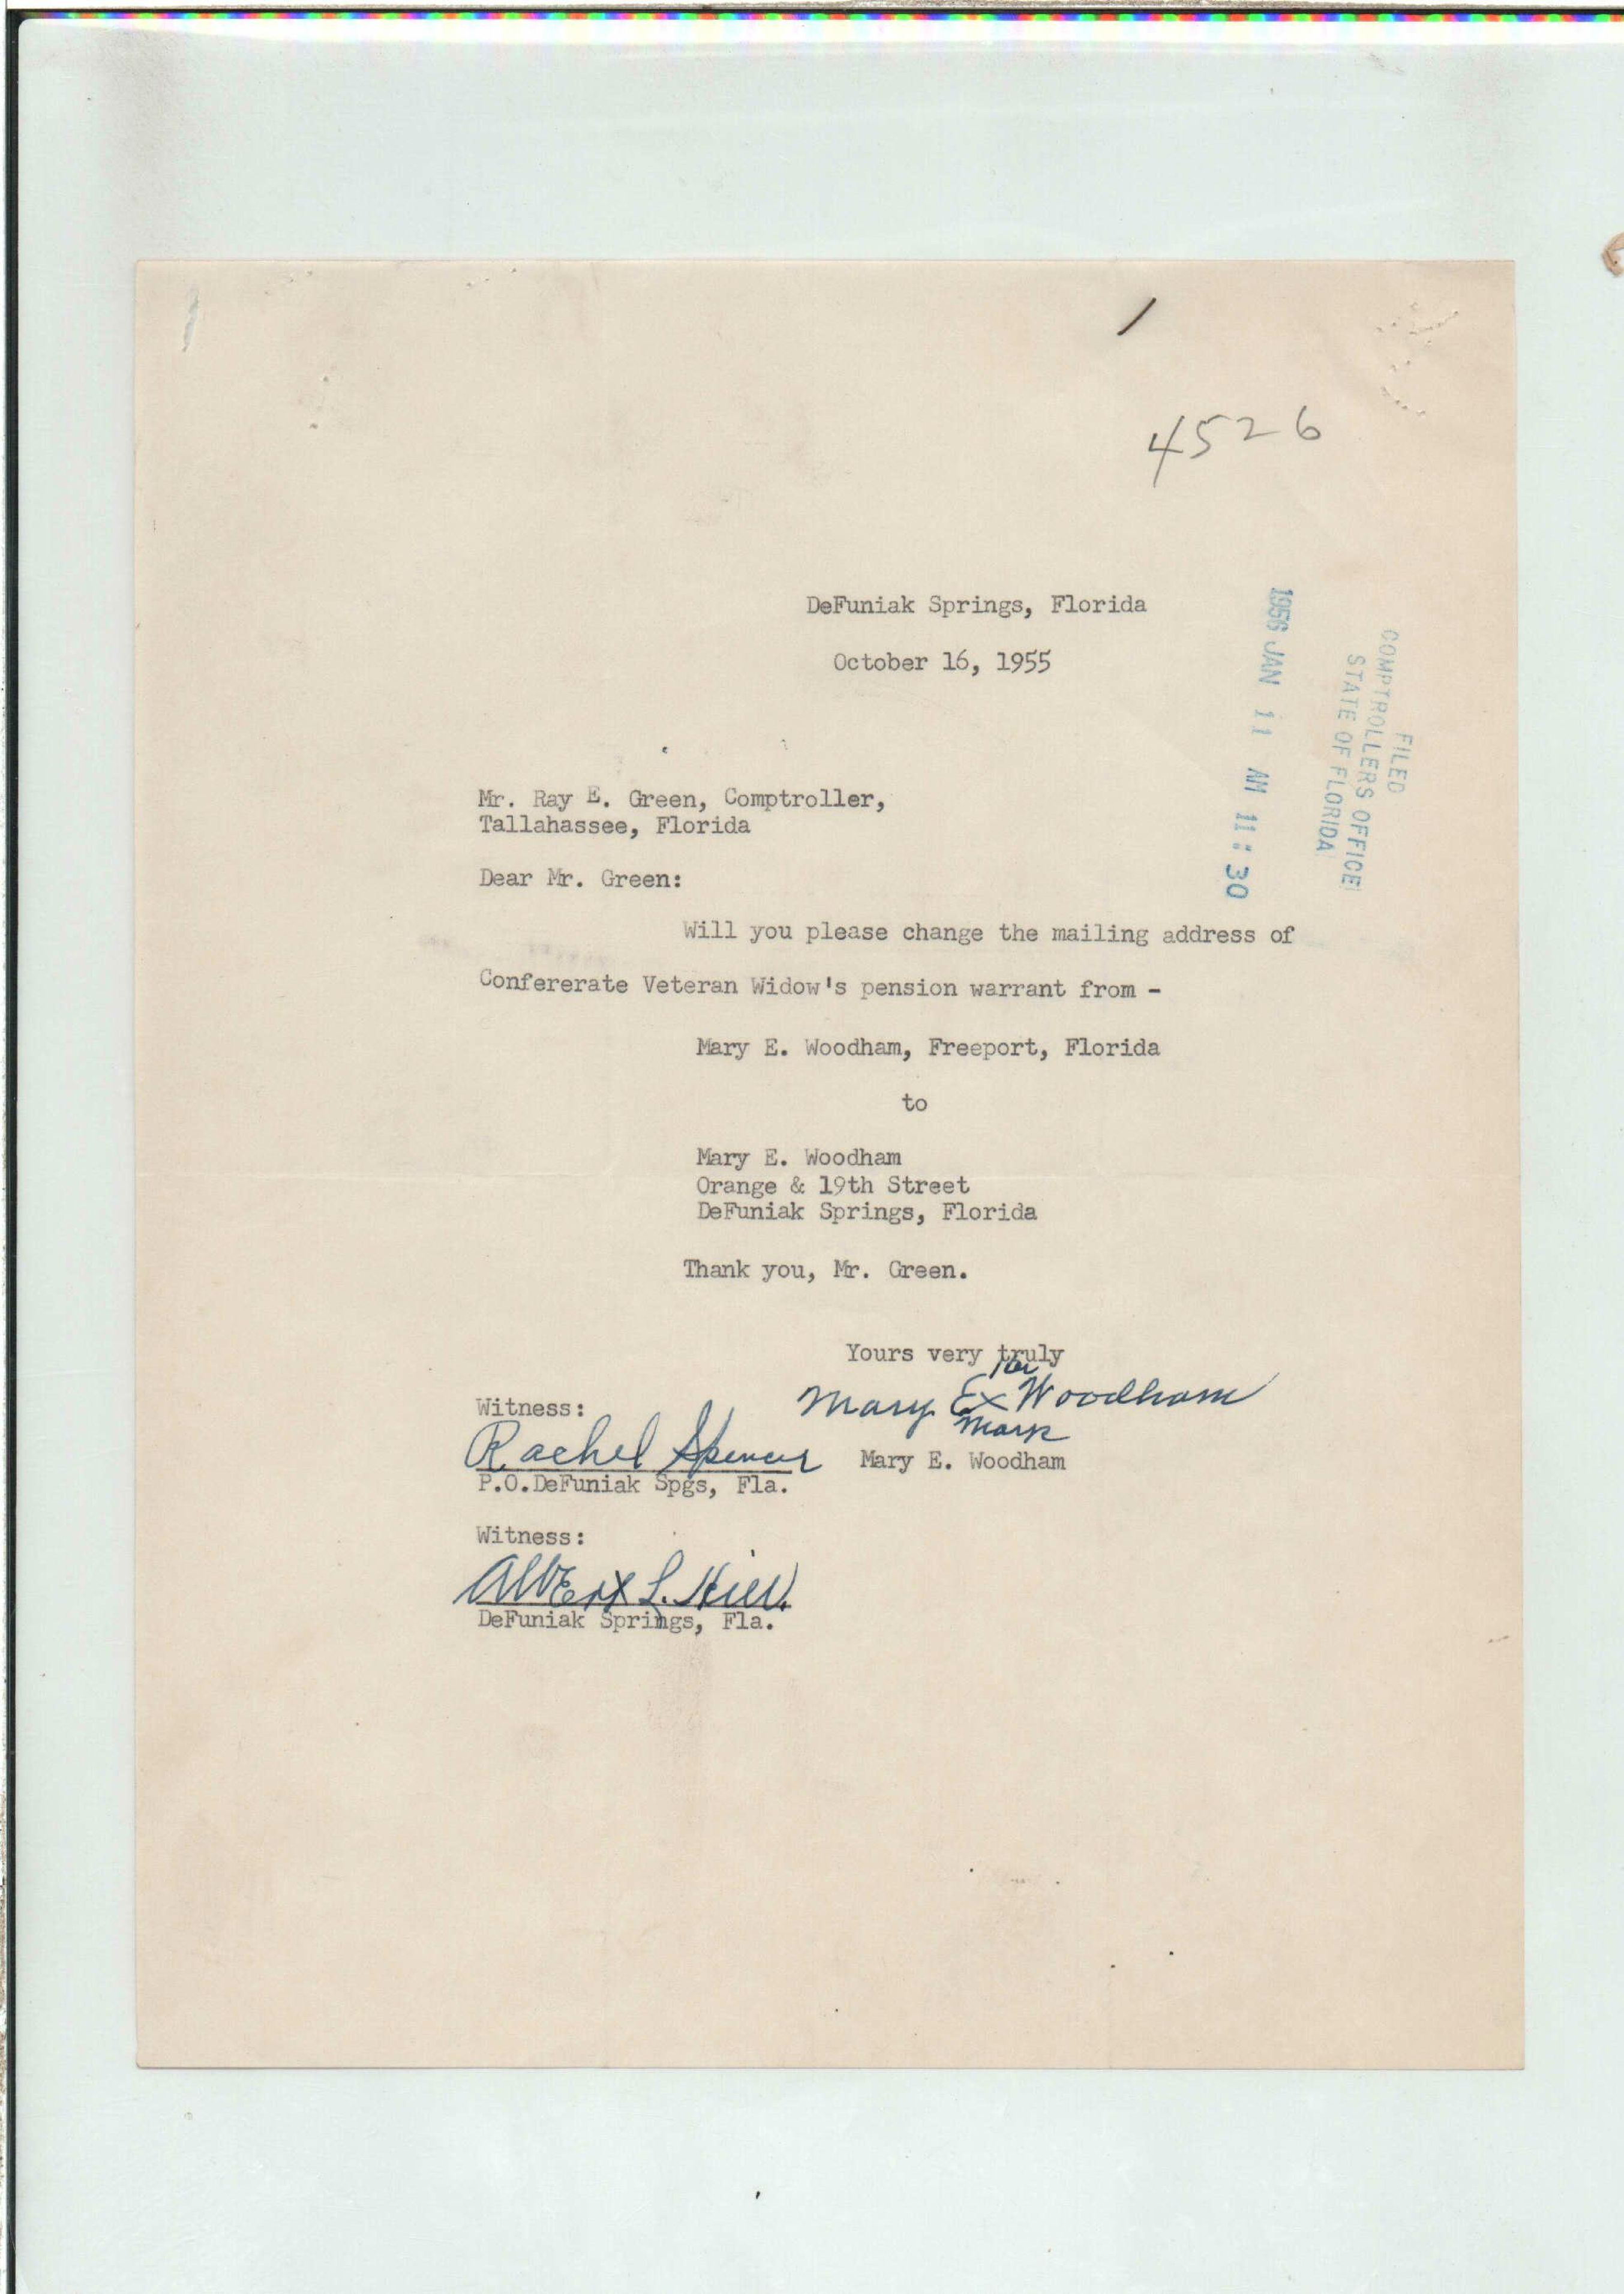 4526
DeFuniak Springs, Florida
October 16, 1955
FILED
COMPTROLLERS OFFICE
STATE OF FLORIDA
1956 JAN 11 AM 11:30
Mr. Ray E. Green, Comptroller,
Tallahassee, Florida
Dear Mr. Green:
Will you please change the mailing address of
Confererate Veteran Widow's pension warrant from -
Mary E. Woodham, Freeport, Florida
to
Mary E. Woodham
Orange & 19th Street
DeFuniak Springs, Florida
Thank you, Mr. Green.
Yours very truly
her
Mary E x Woodham
mark
Mary E. Woodham
Witness:
Rachel Spencer
P.O.DeFuniak Spgs, Fla.
Witness:
Albert L. Hill.
DeFuniak Springs, Fla.